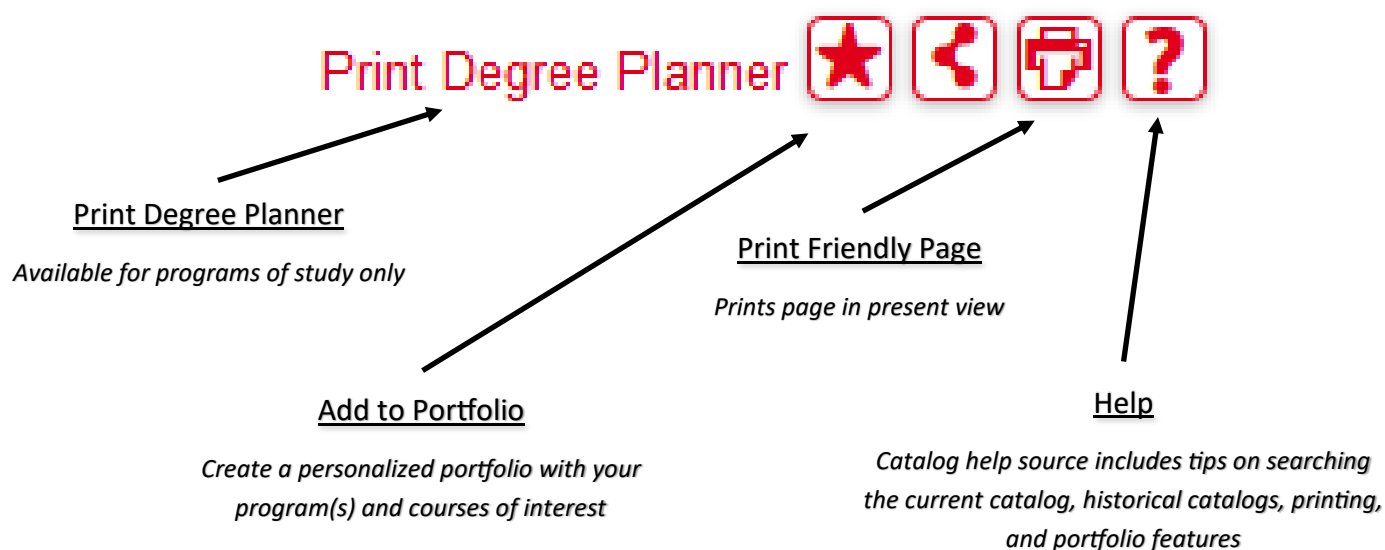 Print Degree Planner
?
Print Degree Planner
Available for programs of study only
Print Friendly Page
Prints page in present view
Add to Portfolio
Create a personalized portfolio with your
program(s) and courses of interest
Help
Catalog help source includes tips on searching
the current catalog, historical catalogs, printing,
and portfolio features